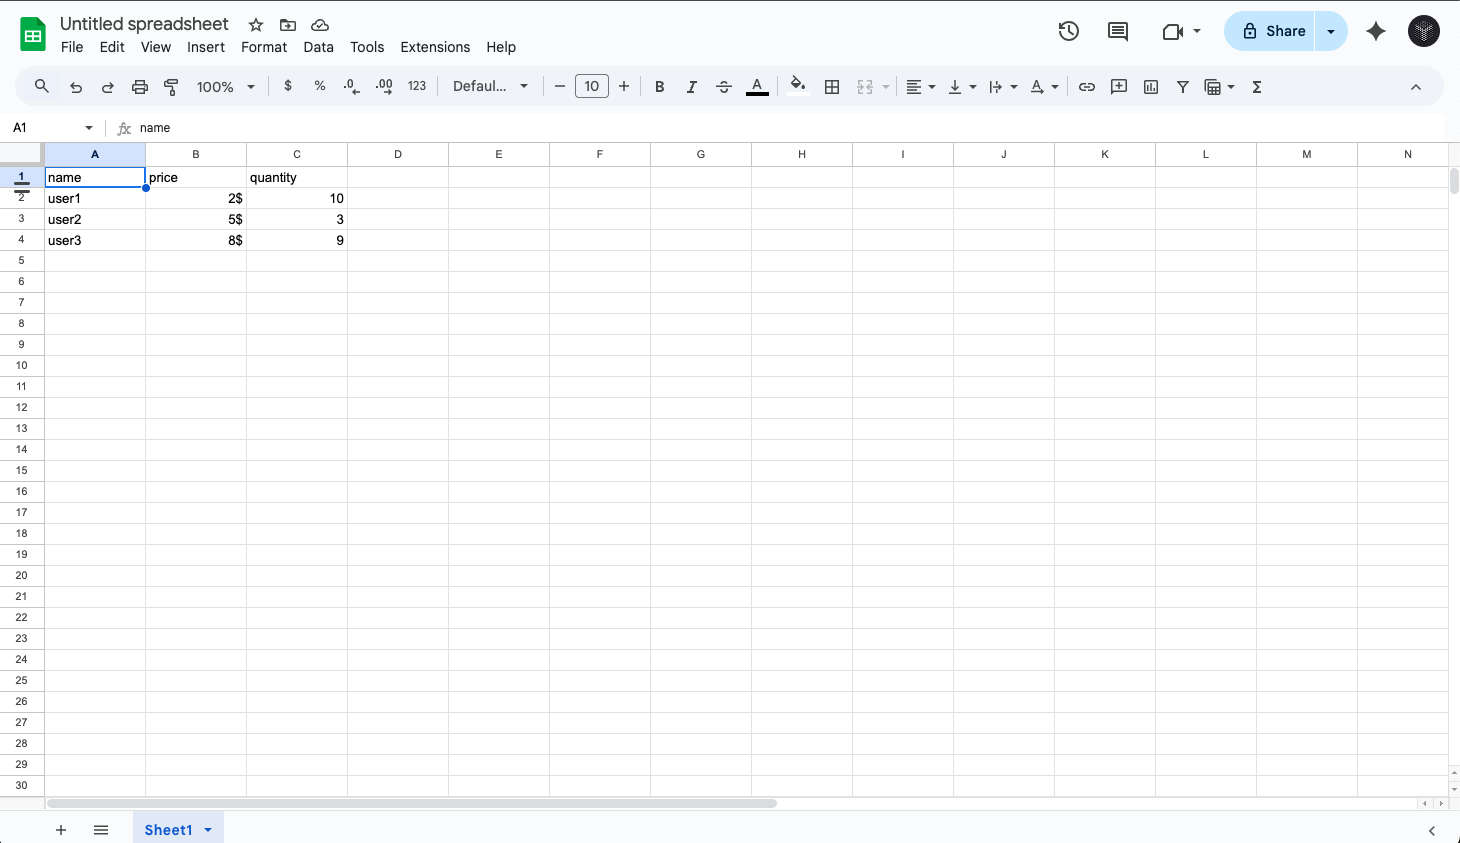 Untitled spreadsheet
File Edit View Insert Format Data Tools Extensions Help
Share
100% $ % .0 .00 123 Defaul... 10 B I A A Σ
A1 fx name
A B C D E F G H I J K L M N
1 name price quantity
2 user1 2$ 10
3 user2 5$ 3
4 user3 8$ 9
5
6
7
8
9
10
11
12
13
14
15
16
17
18
19
20
21
22
23
24
25
26
27
28
29
30
Sheet1